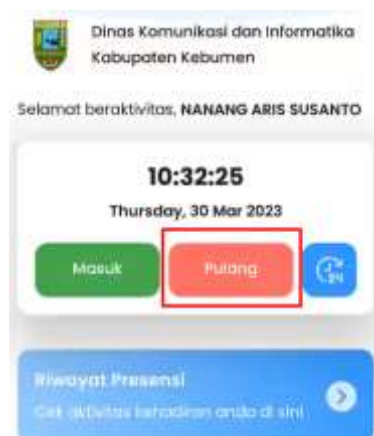 Dinas Komunikasi dan Informatika
Kabupaten Kebumen
Selamat beraktivitas, NANANG ARIS SUSANTO
10:32:25
Thursday, 30 Mar 2023
Masuk
Pulang
24
Riwayat Presensi
Cek aktivitas kehadiran anda di sini